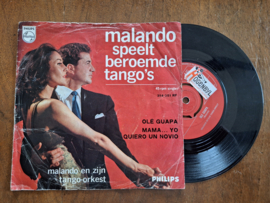 PHILIPS
malando
speelt
beroemde
tango's
OLÉ GUAPA
MAMA... YO
QUIERO UN NOVIO
malando en zijn
tango-orkest
PHILIPS